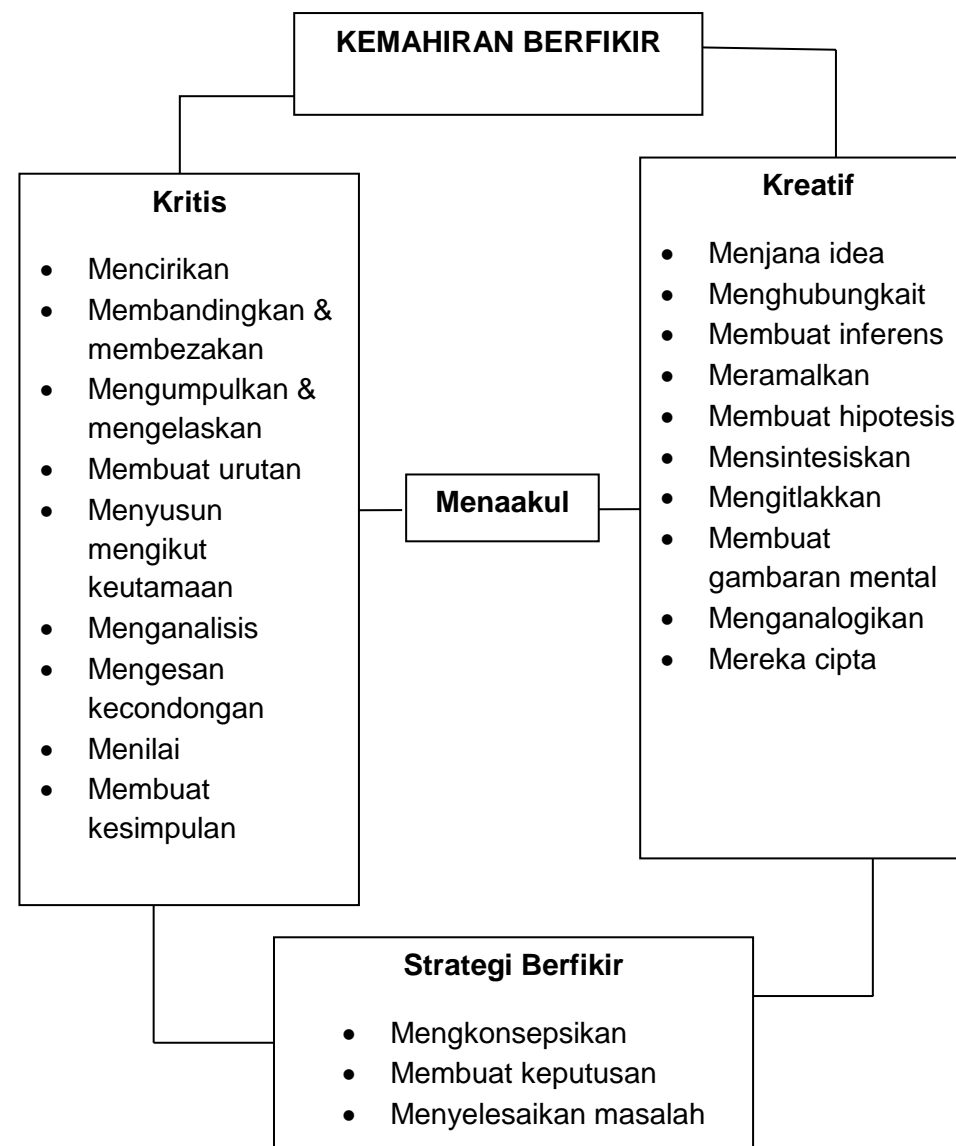 KEMAHIRAN BERFIKIR
Kritis
• Mencirikan
• Membandingkan &
membezakan
• Mengumpulkan &
mengelaskan
• Membuat urutan
• Menyusun
mengikut
keutamaan
• Menganalisis
• Mengesan
kecondongan
• Menilai
• Membuat
kesimpulan
Menaakul
Kreatif
• Menjana idea
• Menghubungkait
• Membuat inferens
• Meramalkan
• Membuat hipotesis
• Mensintesiskan
• Mengitlakkan
• Membuat
gambaran mental
• Menganalogikan
• Mereka cipta
Strategi Berfikir
• Mengkonsepsikan
• Membuat keputusan
• Menyelesaikan masalah